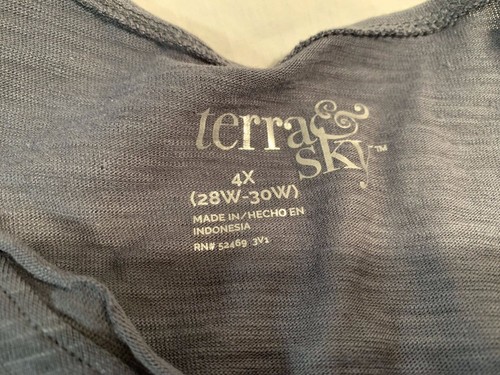 terra &
sky™
4X
(28W-30W)
MADE IN/HECHO EN
INDONESIA
RN# 52469 3V1